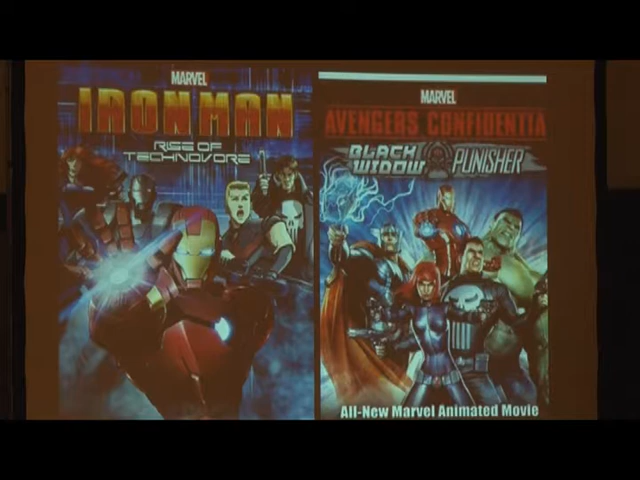 MARVEL
IRON MAN
RISE OF
TECHNOVORE
MARVEL
AVENGERS CONFIDENTIA
BLACK
WIDOW
PUNISHER
All-New Marvel Animated Movie